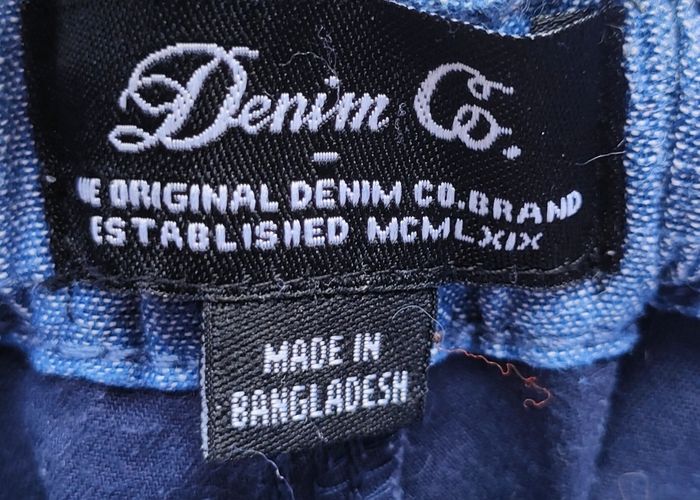 Denim Co.
-
HE ORIGINAL DENIM CO.BRAND
ESTABLISHED MCMLXIX
MADE IN
BANGLADESH